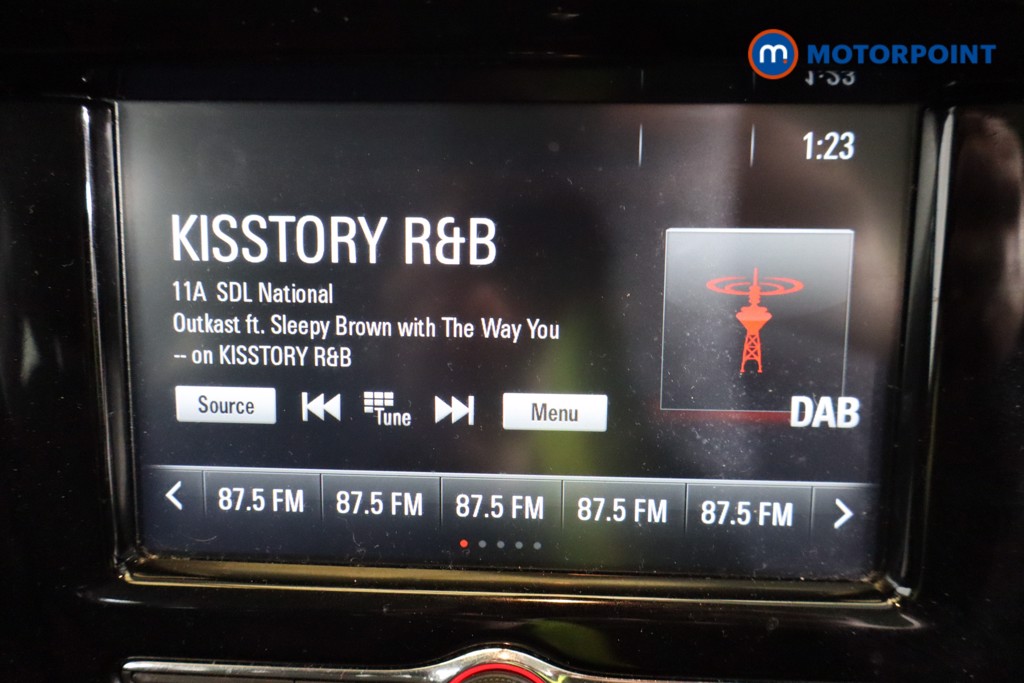 m MOTORPOINT
1:23
KISSTORY R&B
11A SDL National
Outkast ft. Sleepy Brown with The Way You
-- on KISSTORY R&B
Source Tune Menu
DAB
< 87.5 FM 87.5 FM 87.5 FM 87.5 FM 87.5 FM >